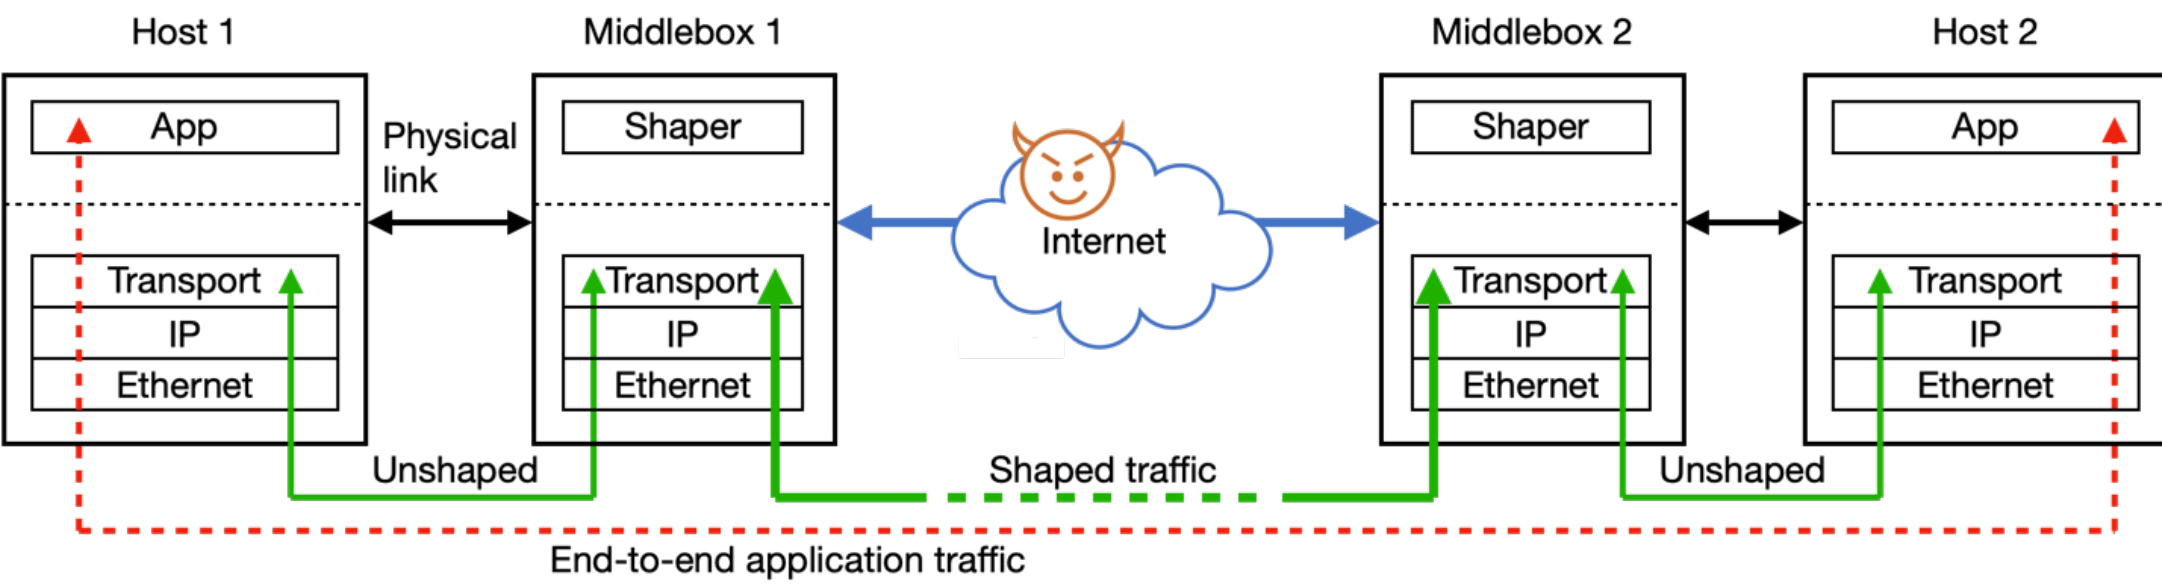 Host 1
Middlebox 1
Middlebox 2
Host 2
App
Physical
link
Shaper
Shaper
App
Internet
Transport
IP
Ethernet
Transport
IP
Ethernet
Transport
IP
Ethernet
Transport
IP
Ethernet
Unshaped
Shaped traffic
Unshaped
End-to-end application traffic